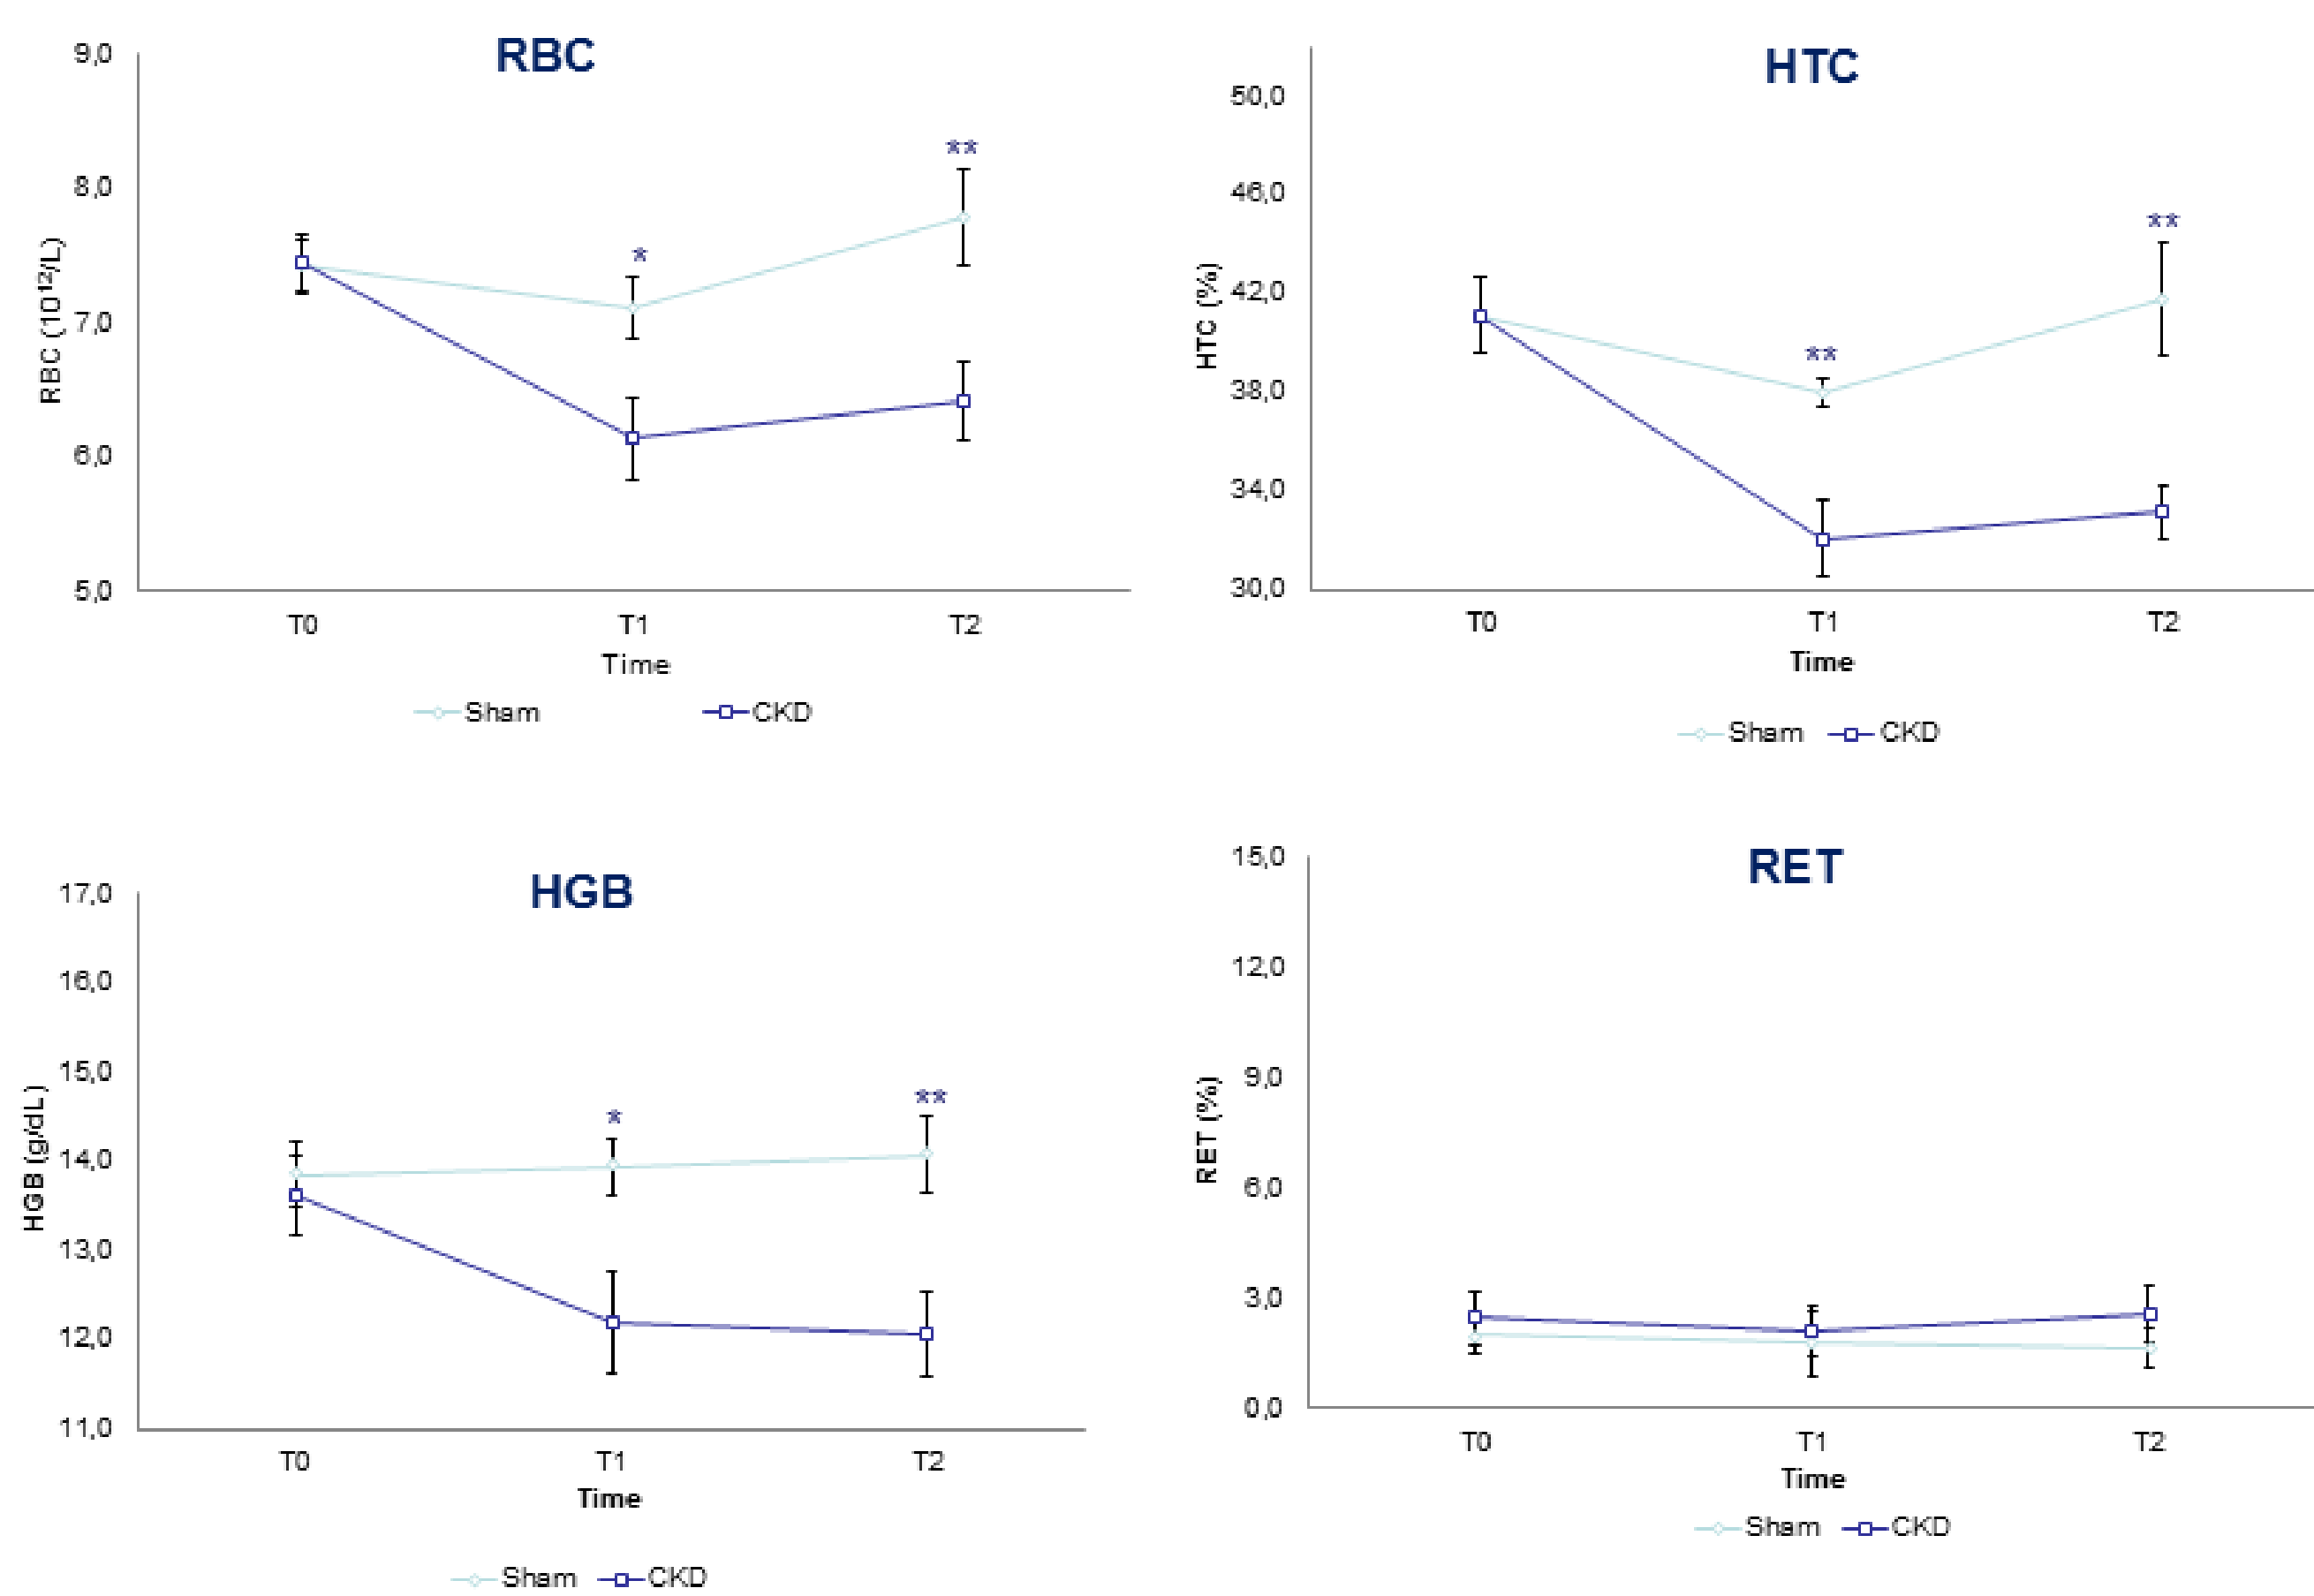 RBC
9,0
8,0
7,0
6,0
5,0
RBC (10¹²/L)
*
**
T0 T1 T2
Time
Sham CKD
HTC
50,0
46,0
42,0
38,0
34,0
30,0
HTC (%)
**
**
T0 T1 T2
Time
Sham CKD
HGB
17,0
16,0
15,0
14,0
13,0
12,0
11,0
HGB (g/dL)
*
**
T0 T1 T2
Time
Sham CKD
RET
15,0
12,0
9,0
6,0
3,0
0,0
RET (%)
T0 T1 T2
Time
Sham CKD